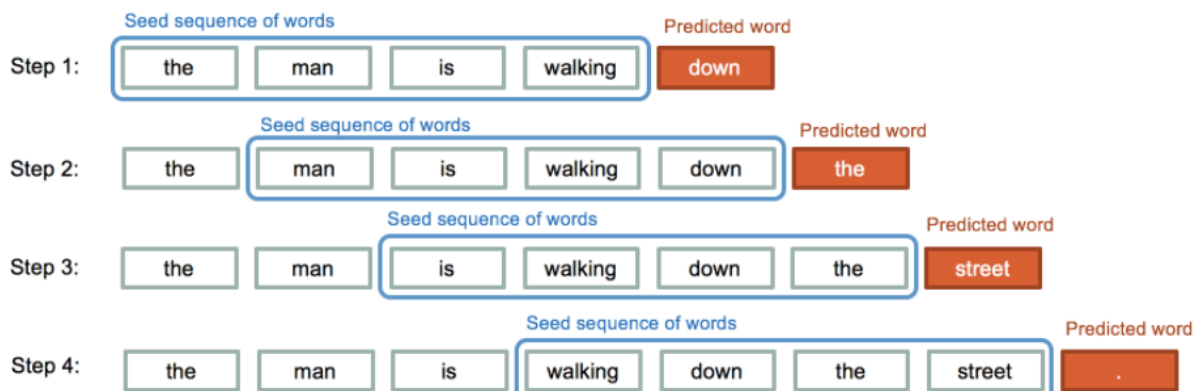 Seed sequence of words
Predicted word
Step 1: the man is walking down
Seed sequence of words
Predicted word
Step 2: the man is walking down the
Seed sequence of words
Predicted word
Step 3: the man is walking down the street
Seed sequence of words
Predicted word
Step 4: the man is walking down the street .